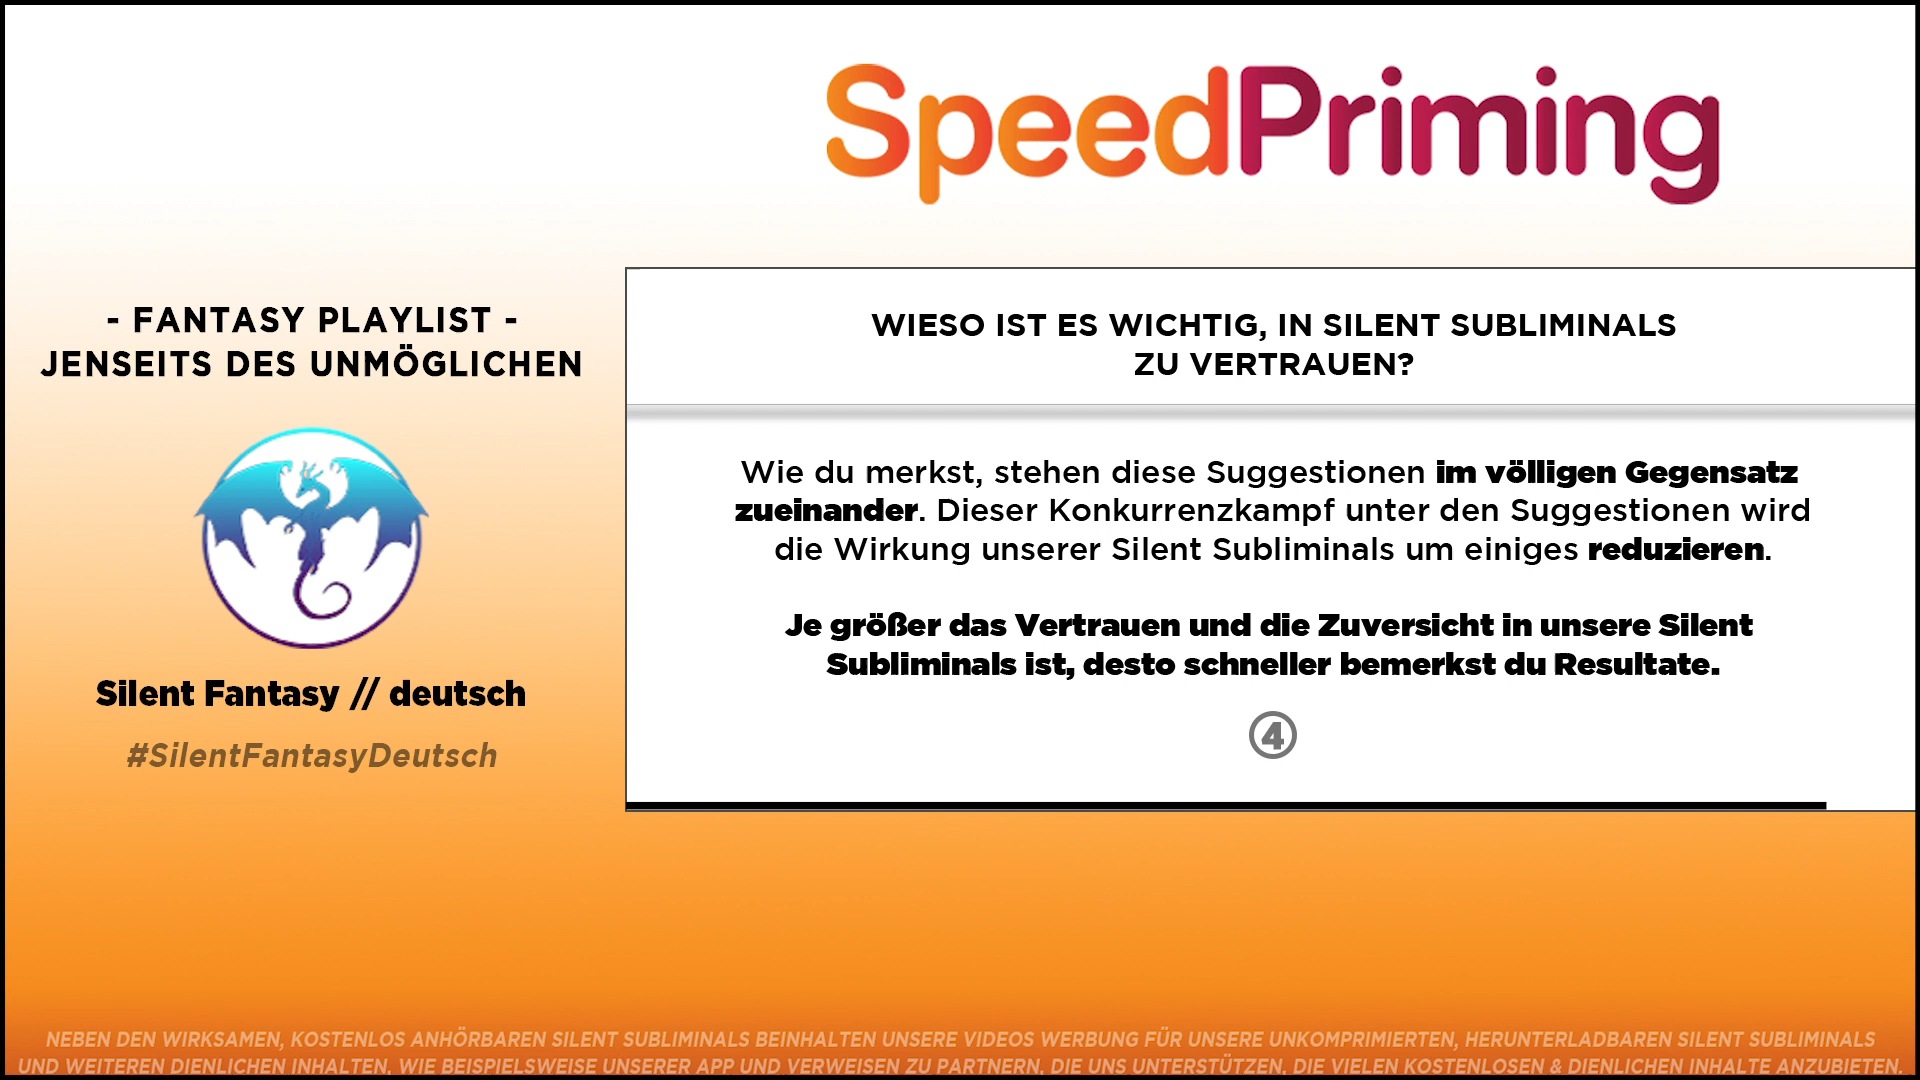 SpeedPriming
- FANTASY PLAYLIST -
JENSEITS DES UNMÖGLICHEN
Silent Fantasy // deutsch
#SilentFantasyDeutsch
WIESO IST ES WICHTIG, IN SILENT SUBLIMINALS
ZU VERTRAUEN?
Wie du merkst, stehen diese Suggestionen im völligen Gegensatz
zueinander. Dieser Konkurrenzkampf unter den Suggestionen wird
die Wirkung unserer Silent Subliminals um einiges reduzieren.
Je größer das Vertrauen und die Zuversicht in unsere Silent
Subliminals ist, desto schneller bemerkst du Resultate.
4
NEBEN DEN WIRKSAMEN, KOSTENLOS ANHÖRBAREN SILENT SUBLIMINALS BEINHALTEN UNSERE VIDEOS WERBUNG FÜR UNSERE UNKOMPRIMIERTEN, HERUNTERLADBAREN SILENT SUBLIMINALS
UND WEITEREN DIENLICHEN INHALTEN, WIE BEISPIELSWEISE UNSERER APP UND VERWEISEN ZU PARTNERN, DIE UNS UNTERSTÜTZEN, DIE VIELEN KOSTENLOSEN & DIENLICHEN INHALTE ANZUBIETEN.